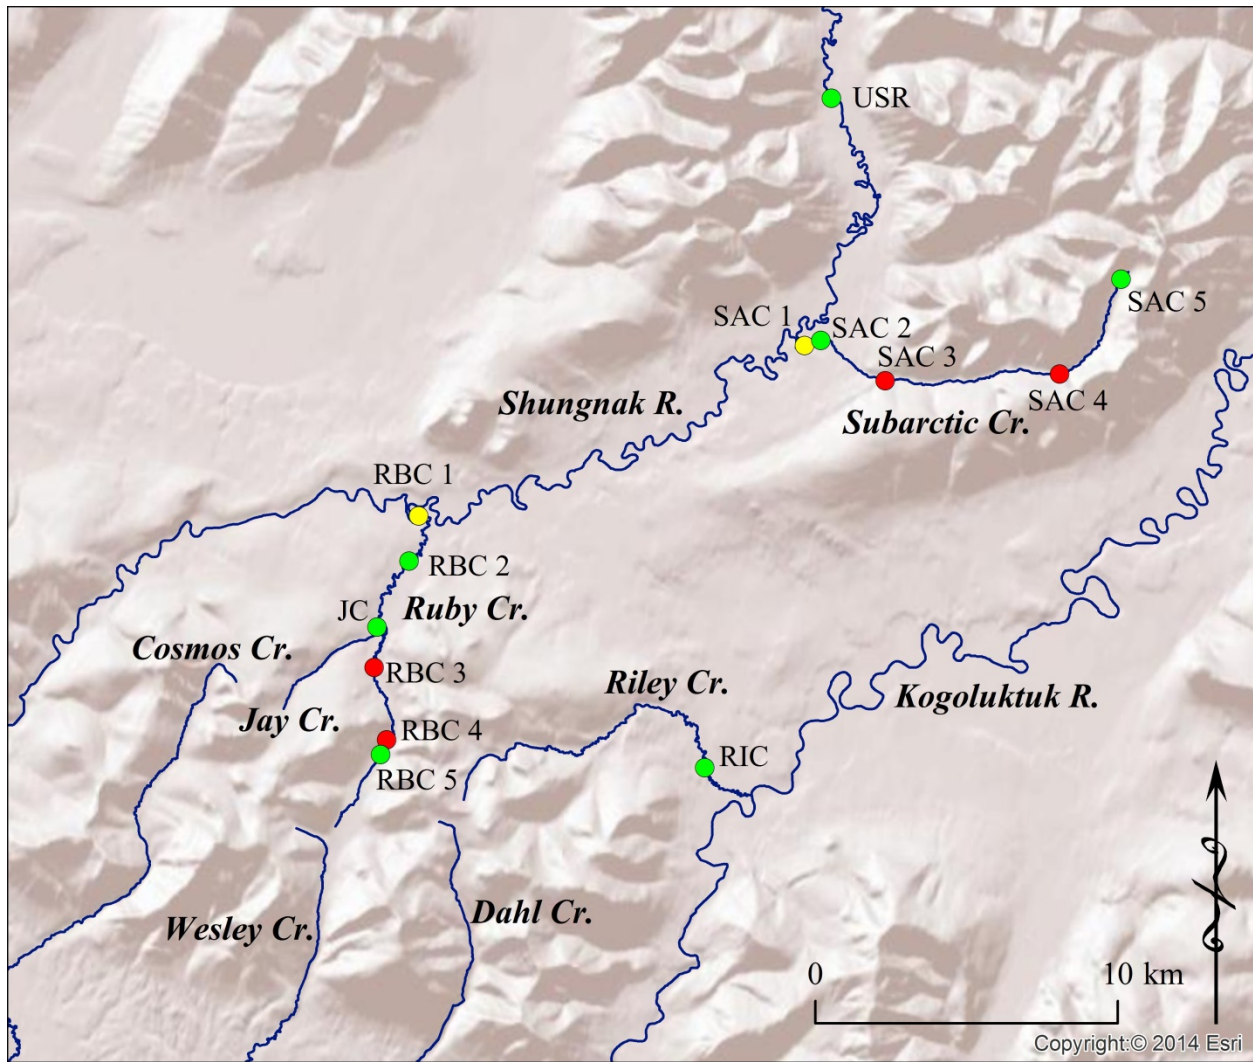 USR
SAC 5
SAC 1
SAC 2
SAC 3
SAC 4
Shungnak R.
Subarctic Cr.
RBC 1
RBC 2
Ruby Cr.
JC
Cosmos Cr.
RBC 3
Riley Cr.
Kogoluktuk R.
Jay Cr.
RBC 4
RIC
RBC 5
Dahl Cr.
Wesley Cr.
0 10 km
N
Copyright:© 2014 Esri